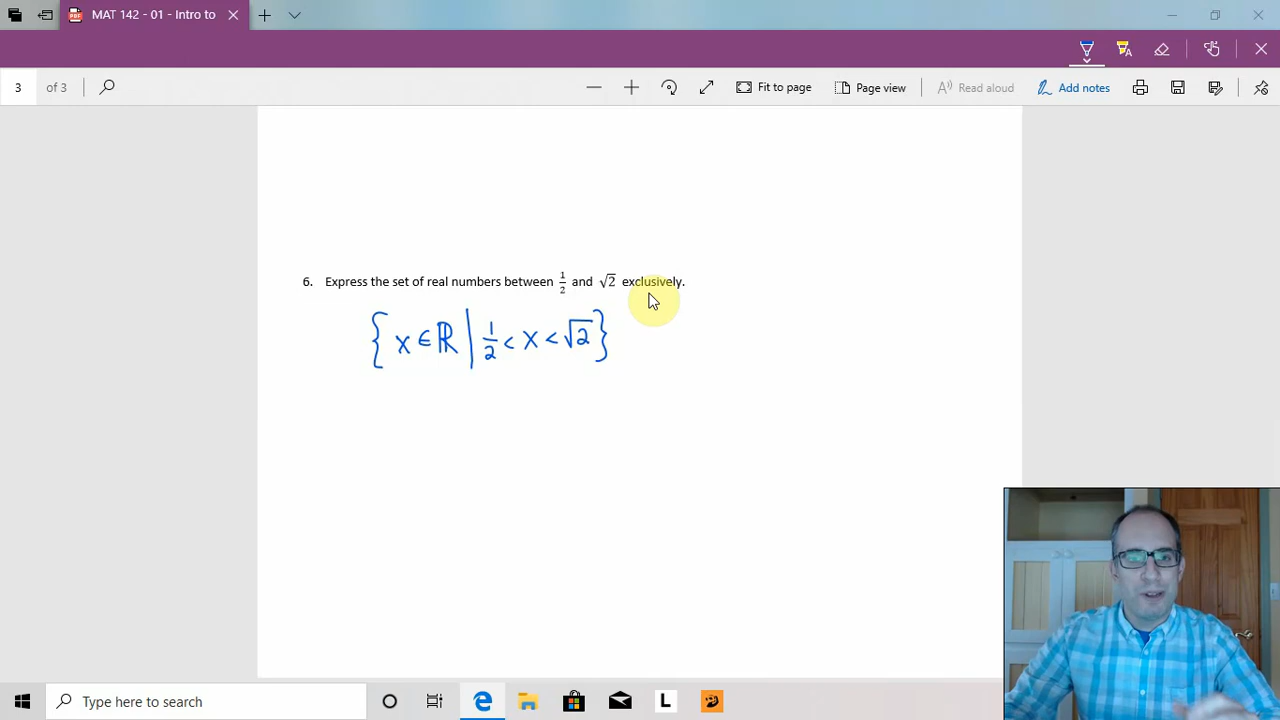 MAT 142 - 01 - Intro to
3 of 3
Fit to page
Page view
Read aloud
Add notes
6. Express the set of real numbers between 1/2 and √2 exclusively.
{ x ∈ ℝ | 1/2 < x < √2 }
Type here to search
L